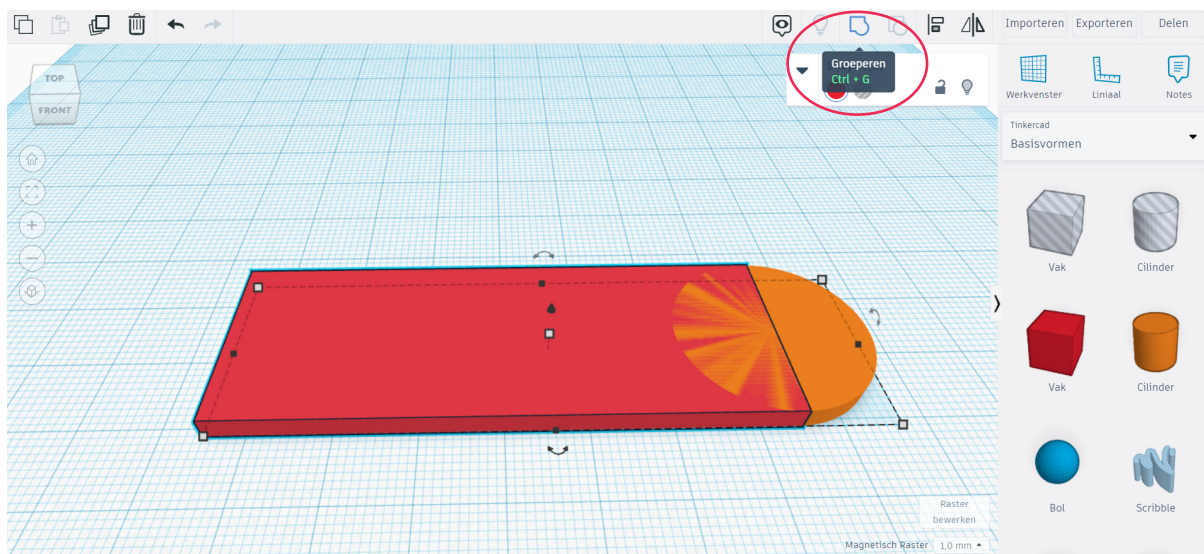 Importeren
Exporteren
Delen
Groeperen
Ctrl + G
TOP
FRONT
Werkvenster
Liniaal
Notes
Tinkercad
Basisvormen
Vak
Cilinder
Vak
Cilinder
Bol
Scribble
Raster
bewerken
Magnetisch Raster 1,0 mm